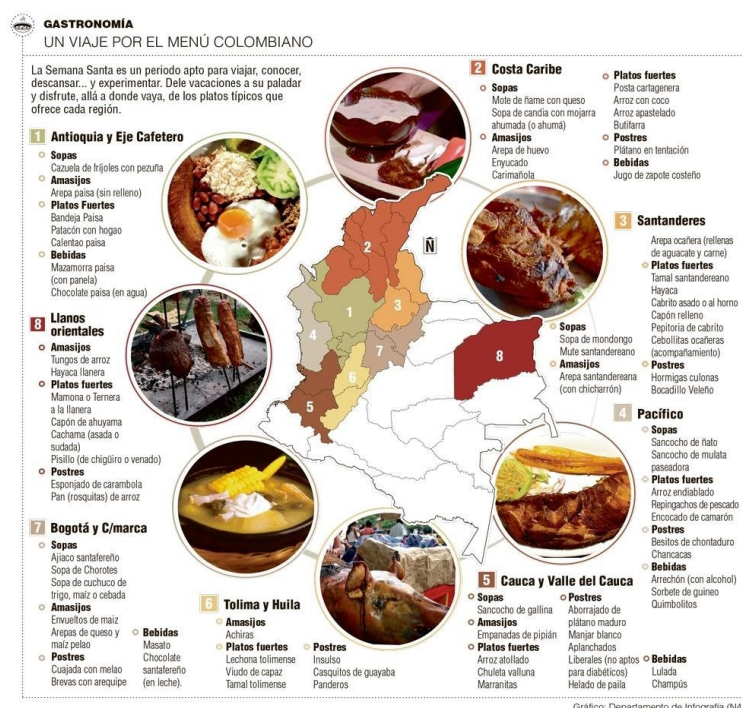 GASTRONOMÍA
UN VIAJE POR EL MENÚ COLOMBIANO
La Semana Santa es un periodo apto para viajar, conocer,
descansar... y experimentar. Dele vacaciones a su paladar
y disfrute, allá a donde vaya, de los platos típicos que
ofrece cada región.
1 Antioquia y Eje Cafetero
Sopas
Cazuela de fríjoles con pezuña
Amasijos
Arepa paisa (sin relleno)
Platos Fuertes
Bandeja Paisa
Patacón con hogao
Calentao paisa
Bebidas
Mazamorra paisa
(con panela)
Chocolate paisa (en agua)
2 Costa Caribe
Sopas
Mote de ñame con queso
Sopa de candia con mojarra
ahumada (o ahumá)
Amasijos
Arepa de huevo
Enyucado
Carimañola
Platos fuertes
Posta cartagenera
Arroz con coco
Arroz apastelado
Butifarra
Postres
Plátano en tentación
Bebidas
Jugo de zapote costeño
3 Santanderes
Arepa ocañera (rellenas
de aguacate y carne)
Platos fuertes
Tamal santandereano
Hayaca
Cabrito asado o al horno
Capón relleno
Pepitoria de cabrito
Cebollitas ocañeras
(acompañamiento)
Postres
Hormigas culonas
Bocadillo Veleño
Sopas
Sopa de mondongo
Mute santandereano
Amasijos
Arepa santandereana
(con chicharrón)
4 Pacífico
Sopas
Sancocho de ñato
Sancocho de mulata
paseadora
Platos fuertes
Arroz endiablado
Repingachos de pescado
Encocado de camarón
Postres
Besitos de chontaduro
Chancacas
Bebidas
Arrechón (con alcohol)
Sorbete de guineo
Quimbolitos
5 Cauca y Valle del Cauca
Sopas
Sancocho de gallina
Amasijos
Empanadas de pipián
Platos fuertes
Arroz atollado
Chuleta valluna
Marranitas
Postres
Aborrajado de
plátano maduro
Manjar blanco
Aplanchados
Liberales (no aptos
para diabéticos)
Helado de paila
Bebidas
Lulada
Champús
6 Tolima y Huila
Amasijos
Achiras
Platos fuertes
Lechona tolimense
Viudo de capaz
Tamal tolimense
Postres
Insulso
Casquitos de guayaba
Panderos
7 Bogotá y C/marca
Sopas
Ajiaco santafereño
Sopa de Chorotes
Sopa de cuchuco de
trigo, maíz o cebada
Amasijos
Envueltos de maiz
Arepas de queso y
maíz pelao
Postres
Cuajada con melao
Brevas con arequipe
Bebidas
Masato
Chocolate
santafereño
(en leche).
8 Llanos
orientales
Amasijos
Tungos de arroz
Hayaca llanera
Platos fuertes
Mamona o Ternera
a la llanera
Capón de ahuyama
Cachama (asada o
sudada)
Pisillo (de chigüiro o venado)
Postres
Esponjado de carambola
Pan (rosquitas) de arroz
N
2
3
1
4
7
8
6
5
Gráfico: Departamento de Infografía (N4